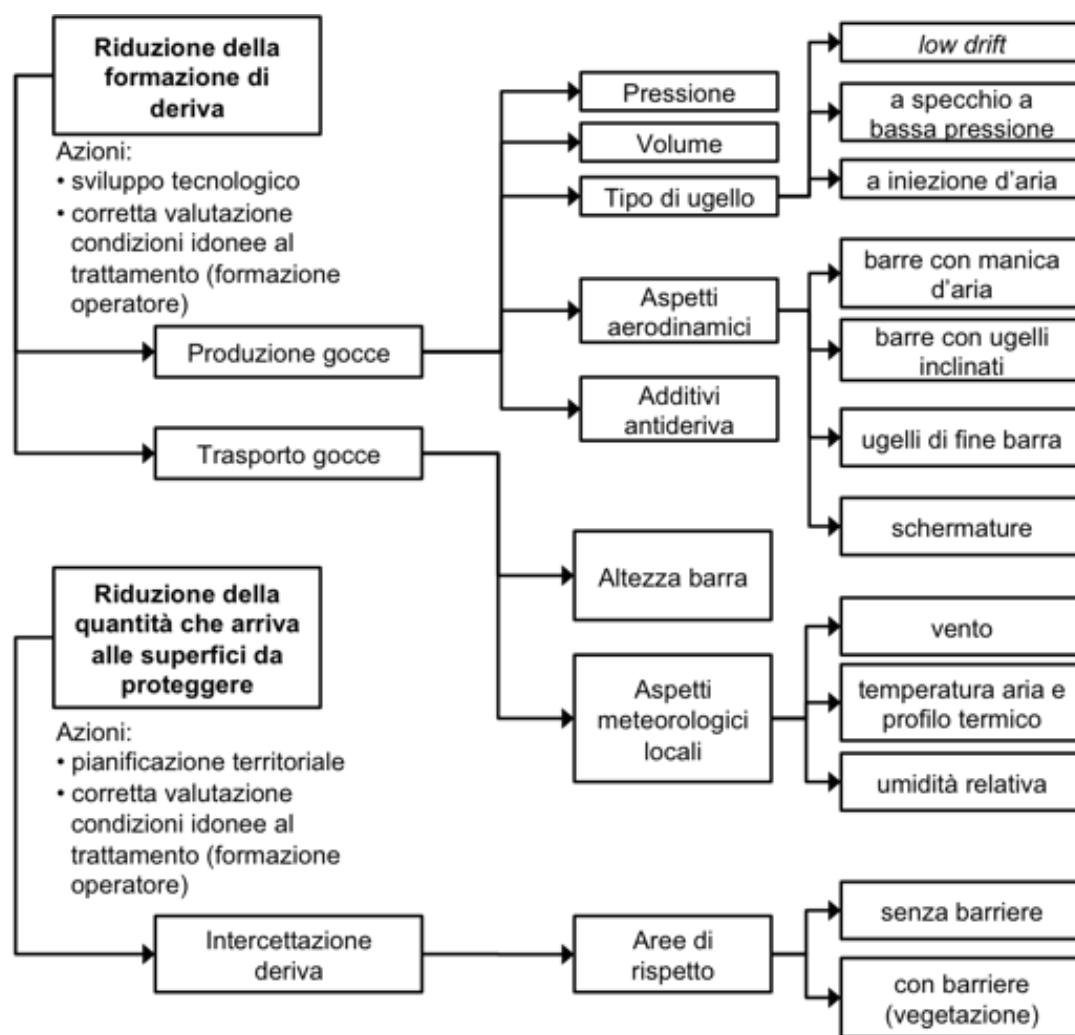 Riduzione della
formazione di
deriva
Azioni:
• sviluppo tecnologico
• corretta valutazione
condizioni idonee al
trattamento (formazione
operatore)
Produzione gocce
Trasporto gocce
Pressione
Volume
Tipo di ugello
Aspetti
aerodinamici
Additivi
antideriva
low drift
a specchio a
bassa pressione
a iniezione d'aria
barre con manica
d'aria
barre con ugelli
inclinati
ugelli di fine barra
schermature
Altezza barra
Aspetti
meteorologici
locali
vento
temperatura aria e
profilo termico
umidità relativa
Riduzione della
quantità che arriva
alle superfici da
proteggere
Azioni:
• pianificazione territoriale
• corretta valutazione
condizioni idonee al
trattamento (formazione
operatore)
Intercettazione
deriva
Aree di
rispetto
senza barriere
con barriere
(vegetazione)